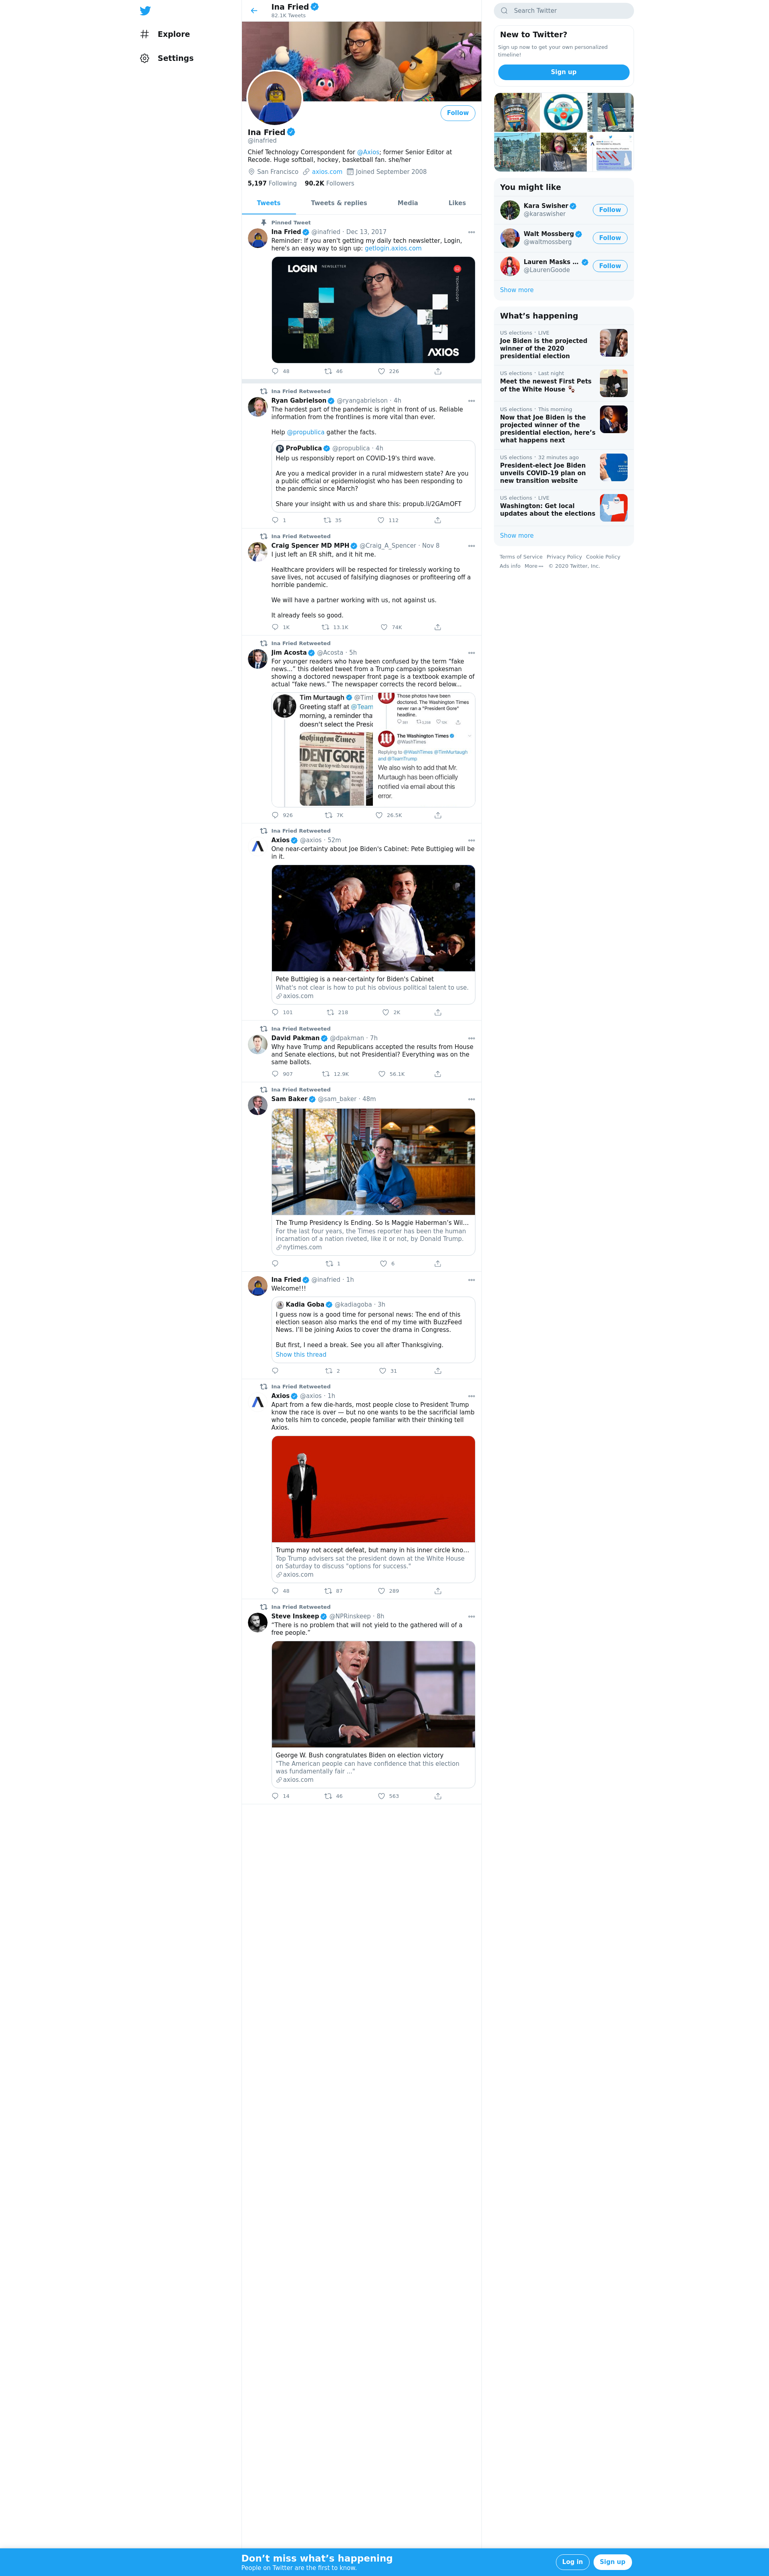 Explore
Settings
Ina Fried
82.1K Tweets
Follow
Ina Fried
@inafried
Chief Technology Correspondent for @Axios; former Senior Editor at
Recode. Huge softball, hockey, basketball fan. she/her
San Francisco axios.com Joined September 2008
5,197 Following 90.2K Followers
Tweets Tweets & replies Media Likes
Pinned Tweet
Ina Fried @inafried · Dec 13, 2017
Reminder: If you aren't getting my daily tech newsletter, Login,
here's an easy way to sign up: getlogin.axios.com
LOGIN NEWSLETTER
TECHNOLOGY
AXIOS
48 46 226
Ina Fried Retweeted
Ryan Gabrielson @ryangabrielson · 4h
The hardest part of the pandemic is right in front of us. Reliable
information from the frontlines is more vital than ever.
Help @propublica gather the facts.
ProPublica @propublica · 4h
Help us responsibly report on COVID-19's third wave.
Are you a medical provider in a rural midwestern state? Are you
a public official or epidemiologist who has been responding to
the pandemic since March?
Share your insight with us and share this: propub.li/2GAmOFT
1 35 112
Ina Fried Retweeted
Craig Spencer MD MPH @Craig_A_Spencer · Nov 8
I just left an ER shift, and it hit me.
Healthcare providers will be respected for tirelessly working to
save lives, not accused of falsifying diagnoses or profiteering off a
horrible pandemic.
We will have a partner working with us, not against us.
It already feels so good.
1K 13.1K 74K
Ina Fried Retweeted
Jim Acosta @Acosta · 5h
For younger readers who have been confused by the term “fake
news...” this deleted tweet from a Trump campaign spokesman
showing a doctored newspaper front page is a textbook example of
actual “fake news.” The newspaper corrects the record below...
Tim Murtaugh @TimI
Greeting staff at @Team
morning, a reminder tha
doesn't select the Presic
ashington Times
IDENT GORE
Those photos have been
doctored. The Washington Times
never ran a "President Gore"
headline.
The Washington Times
@WashTimes
Replying to @WashTimes @TimMurtaugh
and @TeamTrump
We also wish to add that Mr.
Murtaugh has been officially
notified via email about this
error.
926 7K 26.5K
Ina Fried Retweeted
Axios @axios · 52m
One near-certainty about Joe Biden's Cabinet: Pete Buttigieg will be
in it.
Pete Buttigieg is a near-certainty for Biden's Cabinet
What's not clear is how to put his obvious political talent to use.
axios.com
101 218 2K
Ina Fried Retweeted
David Pakman @dpakman · 7h
Why have Trump and Republicans accepted the results from House
and Senate elections, but not Presidential? Everything was on the
same ballots.
907 12.9K 56.1K
Ina Fried Retweeted
Sam Baker @sam_baker · 48m
The Trump Presidency Is Ending. So Is Maggie Haberman’s Wil...
For the last four years, the Times reporter has been the human
incarnation of a nation riveted, like it or not, by Donald Trump.
nytimes.com
1 6
Ina Fried @inafried · 1h
Welcome!!!
Kadia Goba @kadiagoba · 3h
I guess now is a good time for personal news: The end of this
election season also marks the end of my time with BuzzFeed
News. I’ll be joining Axios to cover the drama in Congress.
But first, I need a break. See you all after Thanksgiving.
Show this thread
2 31
Ina Fried Retweeted
Axios @axios · 1h
Apart from a few die-hards, most people close to President Trump
know the race is over — but no one wants to be the sacrificial lamb
who tells him to concede, people familiar with their thinking tell
Axios.
Trump may not accept defeat, but many in his inner circle kno...
Top Trump advisers sat the president down at the White House
on Saturday to discuss "options for success."
axios.com
48 87 289
Ina Fried Retweeted
Steve Inskeep @NPRinskeep · 8h
“There is no problem that will not yield to the gathered will of a
free people.”
George W. Bush congratulates Biden on election victory
"The American people can have confidence that this election
was fundamentally fair ..."
axios.com
14 46 563
Search Twitter
New to Twitter?
Sign up now to get your own personalized
timeline!
Sign up
You might like
Kara Swisher
@karaswisher
Follow
Walt Mossberg
@waltmossberg
Follow
Lauren Masks ...
@LaurenGoode
Follow
Show more
What’s happening
US elections · LIVE
Joe Biden is the projected
winner of the 2020
presidential election
US elections · Last night
Meet the newest First Pets
of the White House
US elections · This morning
Now that Joe Biden is the
projected winner of the
presidential election, here’s
what happens next
US elections · 32 minutes ago
President-elect Joe Biden
unveils COVID-19 plan on
new transition website
US elections · LIVE
Washington: Get local
updates about the elections
Show more
Terms of Service Privacy Policy Cookie Policy
Ads info More © 2020 Twitter, Inc.
Don’t miss what’s happening
People on Twitter are the first to know.
Log in Sign up